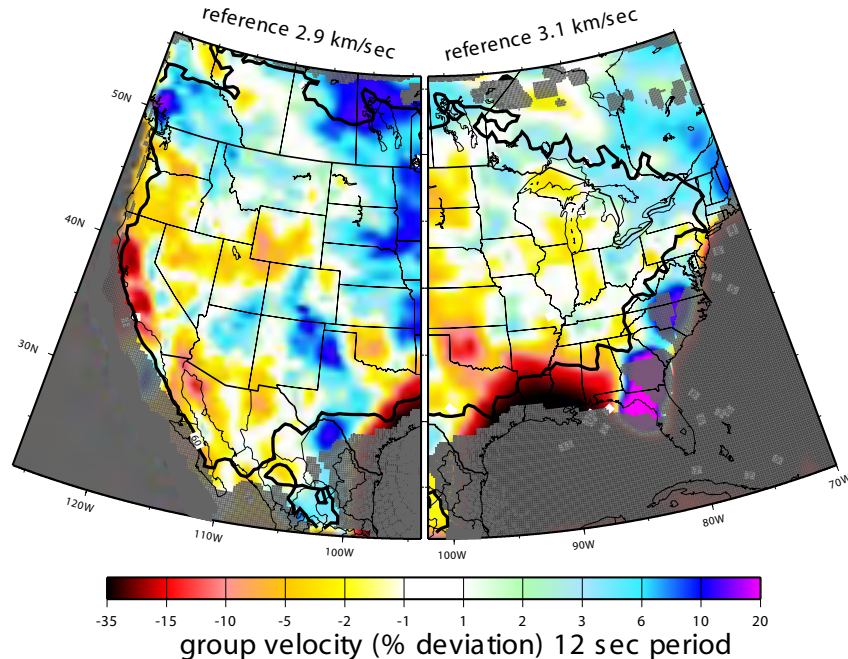 reference 2.9 km/sec
reference 3.1 km/sec
50N
40N
30N
120W
110W
100W
100W
90W
80W
70W
60
-35 -15 -10 -5 -2 -1 1 2 3 6 10 20
group velocity (% deviation) 12 sec period